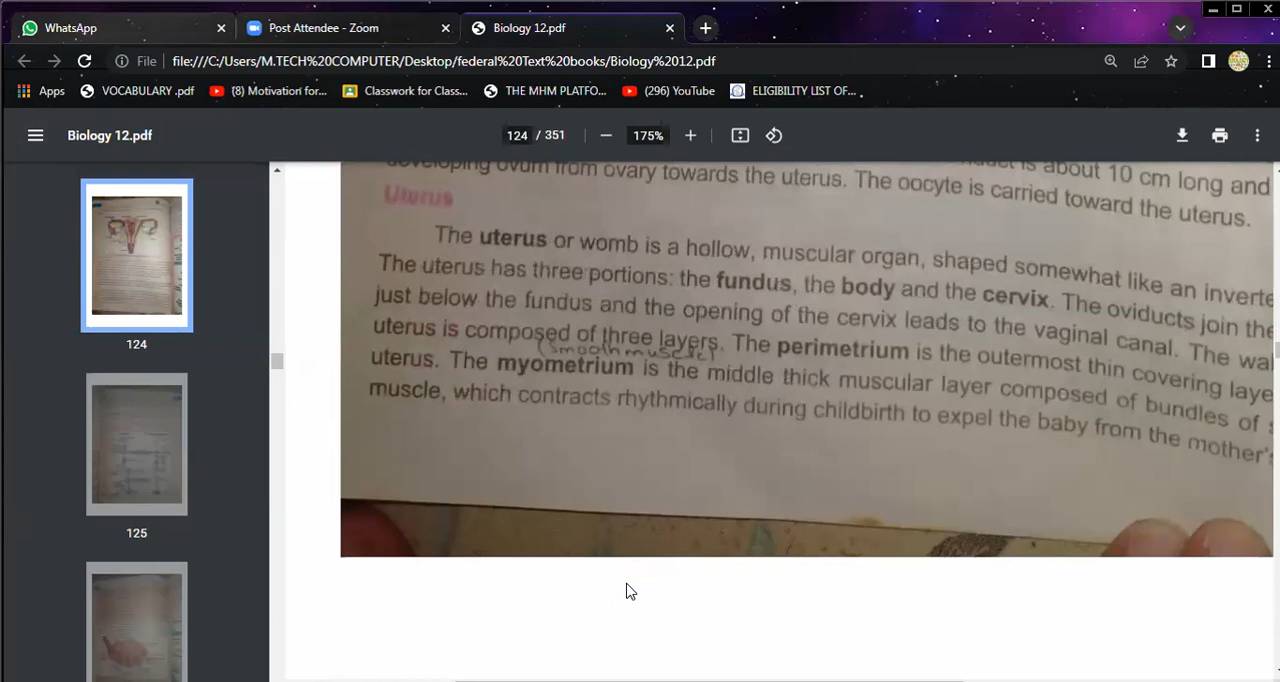 WhatsApp
Post Attendee - Zoom
Biology 12.pdf
File
file:///C:/Users/M.TECH%20COMPUTER/Desktop/federal%20Text%20books/Biology%2012.pdf
Apps
VOCABULARY .pdf
(8) Motivation for...
Classwork for Class...
THE MHM PLATFO...
(296) YouTube
ELIGIBILITY LIST OF...
Biology 12.pdf
124 / 351
175%
124
125
is about 10 cm long and
developing ovum from ovary towards the uterus. The oocyte is carried toward the uterus.
Uterus
The uterus or womb is a hollow, muscular organ, shaped somewhat like an inverte
The uterus has three portions: the fundus, the body and the cervix. The oviducts join the
just below the fundus and the opening of the cervix leads to the vaginal canal. The wal
uterus is composed of three layers. The perimetrium is the outermost thin covering laye
(smooth muscle)
uterus. The myometrium is the middle thick muscular layer composed of bundles of s
muscle, which contracts rhythmically during childbirth to expel the baby from the mother's